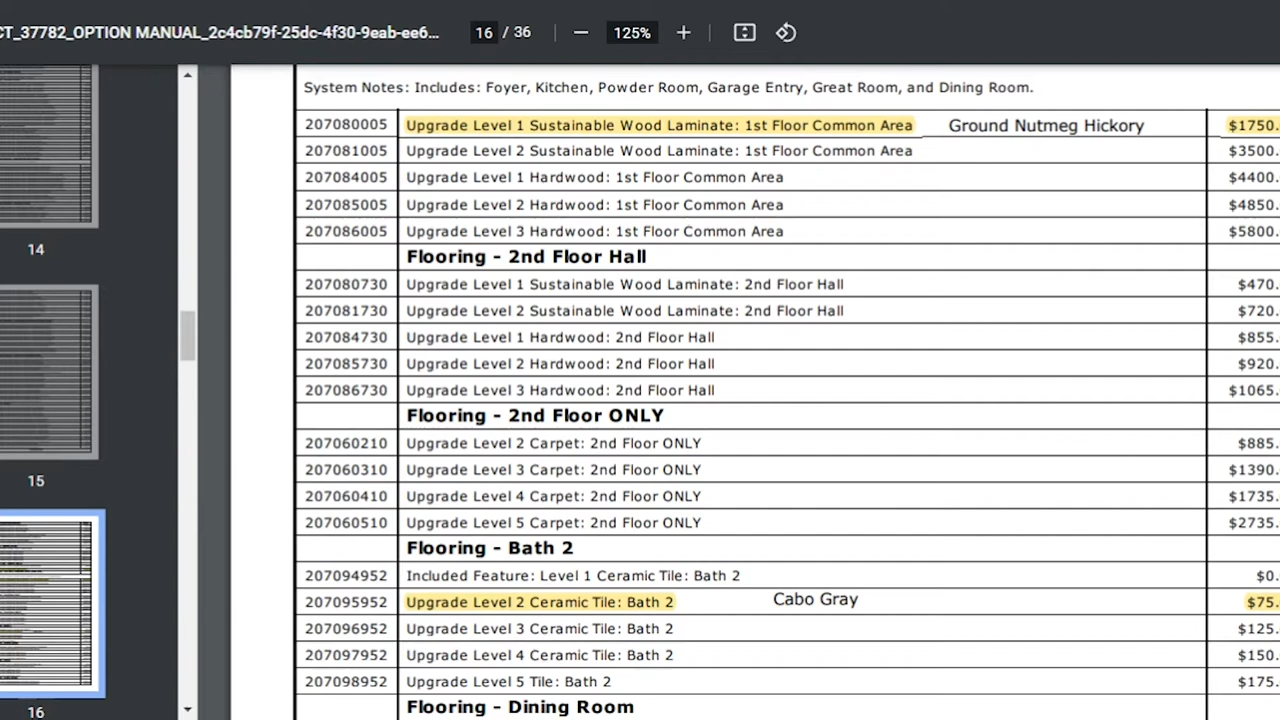 CT_37782_OPTION MANUAL_2c4cb79f-25dc-4f30-9eab-ee6...
16 / 36
125%
14
15
16
System Notes: Includes: Foyer, Kitchen, Powder Room, Garage Entry, Great Room, and Dining Room.
207080005 Upgrade Level 1 Sustainable Wood Laminate: 1st Floor Common Area Ground Nutmeg Hickory $1750.
207081005 Upgrade Level 2 Sustainable Wood Laminate: 1st Floor Common Area $3500.
207084005 Upgrade Level 1 Hardwood: 1st Floor Common Area $4400.
207085005 Upgrade Level 2 Hardwood: 1st Floor Common Area $4850.
207086005 Upgrade Level 3 Hardwood: 1st Floor Common Area $5800.
Flooring - 2nd Floor Hall
207080730 Upgrade Level 1 Sustainable Wood Laminate: 2nd Floor Hall $470.
207081730 Upgrade Level 2 Sustainable Wood Laminate: 2nd Floor Hall $720.
207084730 Upgrade Level 1 Hardwood: 2nd Floor Hall $855.
207085730 Upgrade Level 2 Hardwood: 2nd Floor Hall $920.
207086730 Upgrade Level 3 Hardwood: 2nd Floor Hall $1065.
Flooring - 2nd Floor ONLY
207060210 Upgrade Level 2 Carpet: 2nd Floor ONLY $885.
207060310 Upgrade Level 3 Carpet: 2nd Floor ONLY $1390.
207060410 Upgrade Level 4 Carpet: 2nd Floor ONLY $1735.
207060510 Upgrade Level 5 Carpet: 2nd Floor ONLY $2735.
Flooring - Bath 2
207094952 Included Feature: Level 1 Ceramic Tile: Bath 2 $0.
207095952 Upgrade Level 2 Ceramic Tile: Bath 2 Cabo Gray $75.
207096952 Upgrade Level 3 Ceramic Tile: Bath 2 $125.
207097952 Upgrade Level 4 Ceramic Tile: Bath 2 $150.
207098952 Upgrade Level 5 Tile: Bath 2 $175.
Flooring - Dining Room